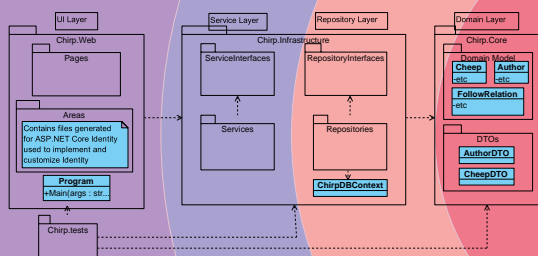 UI Layer
Service Layer
Repository Layer
Domain Layer
Chirp.Web
Pages
Areas
Contains files generated
for ASP.NET Core Identity
used to implement and
customize Identity
Program
+Main(args : str...
Chirp.tests
Chirp.Infrastructure
ServiceInterfaces
RepositoryInterfaces
Services
Repositories
ChirpDBContext
Chirp.Core
Domain Model
Cheep
-etc
Author
-etc
FollowRelation
-etc
DTOs
AuthorDTO
CheepDTO